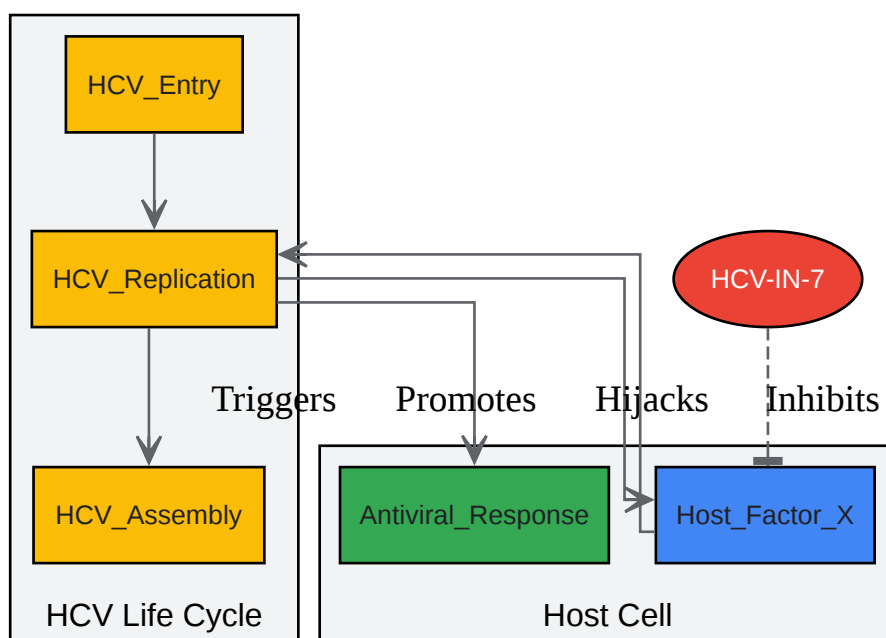 HCV_Entry
HCV_Replication
HCV-IN-7
Triggers
Promotes
Hijacks
Inhibits
HCV_Assembly
Antiviral_Response
Host_Factor_X
HCV Life Cycle
Host Cell